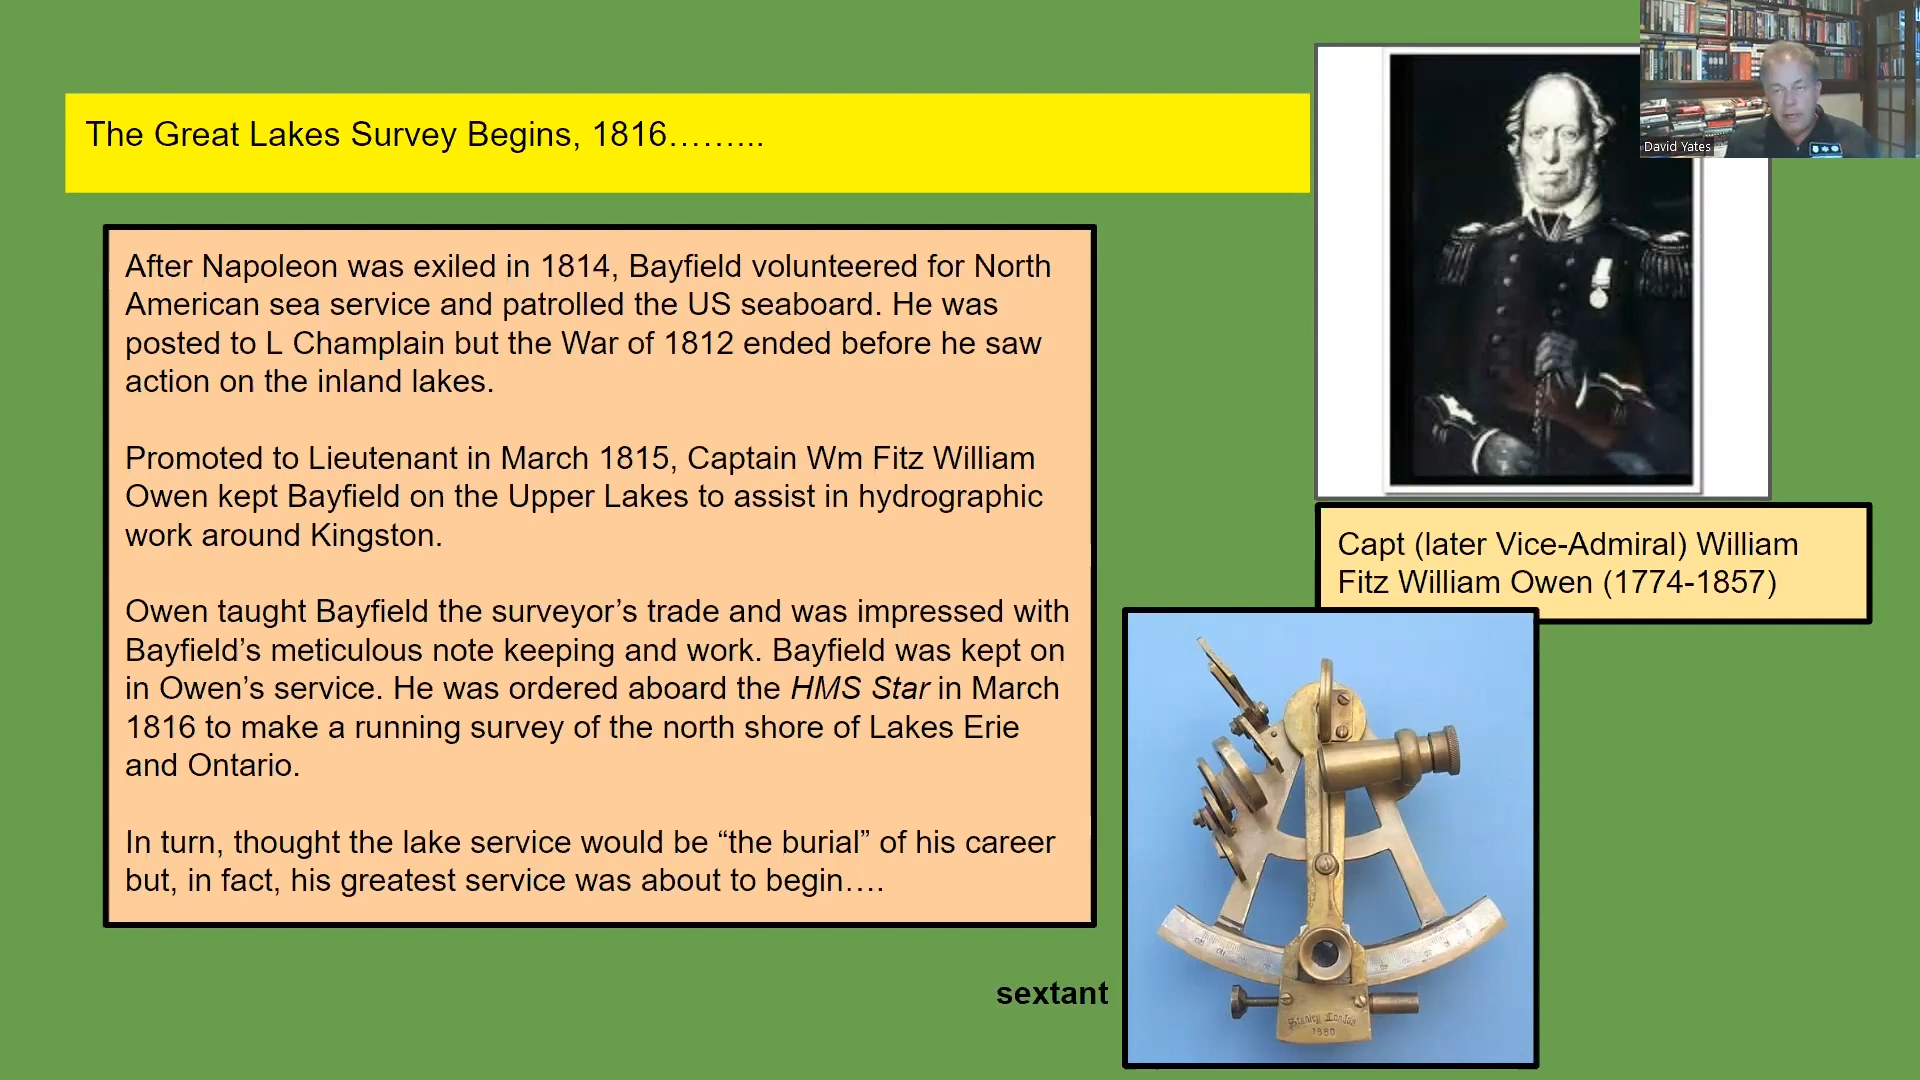 The Great Lakes Survey Begins, 1816.........
David Yates
After Napoleon was exiled in 1814, Bayfield volunteered for North
American sea service and patrolled the US seaboard. He was
posted to L Champlain but the War of 1812 ended before he saw
action on the inland lakes.
Promoted to Lieutenant in March 1815, Captain Wm Fitz William
Owen kept Bayfield on the Upper Lakes to assist in hydrographic
work around Kingston.
Owen taught Bayfield the surveyor’s trade and was impressed with
Bayfield’s meticulous note keeping and work. Bayfield was kept on
in Owen’s service. He was ordered aboard the HMS Star in March
1816 to make a running survey of the north shore of Lakes Erie
and Ontario.
In turn, thought the lake service would be “the burial” of his career
but, in fact, his greatest service was about to begin….
Capt (later Vice-Admiral) William
Fitz William Owen (1774-1857)
sextant
Stanley London
1880